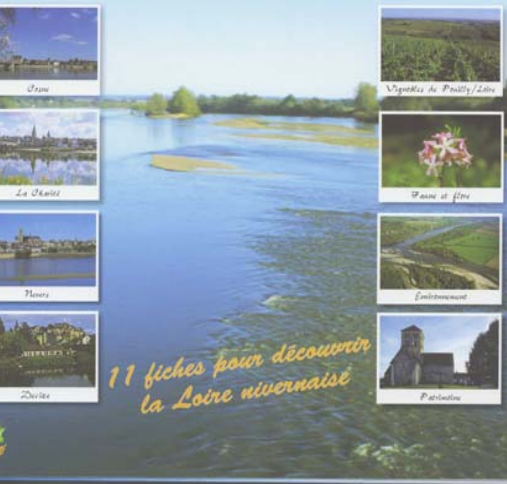 Cosne
La Charité
Nevers
Decize
Vignobles de Pouilly/Loire
Faune et flore
Environnement
Patrimoine
11 fiches pour découvrir
la Loire nivernaise